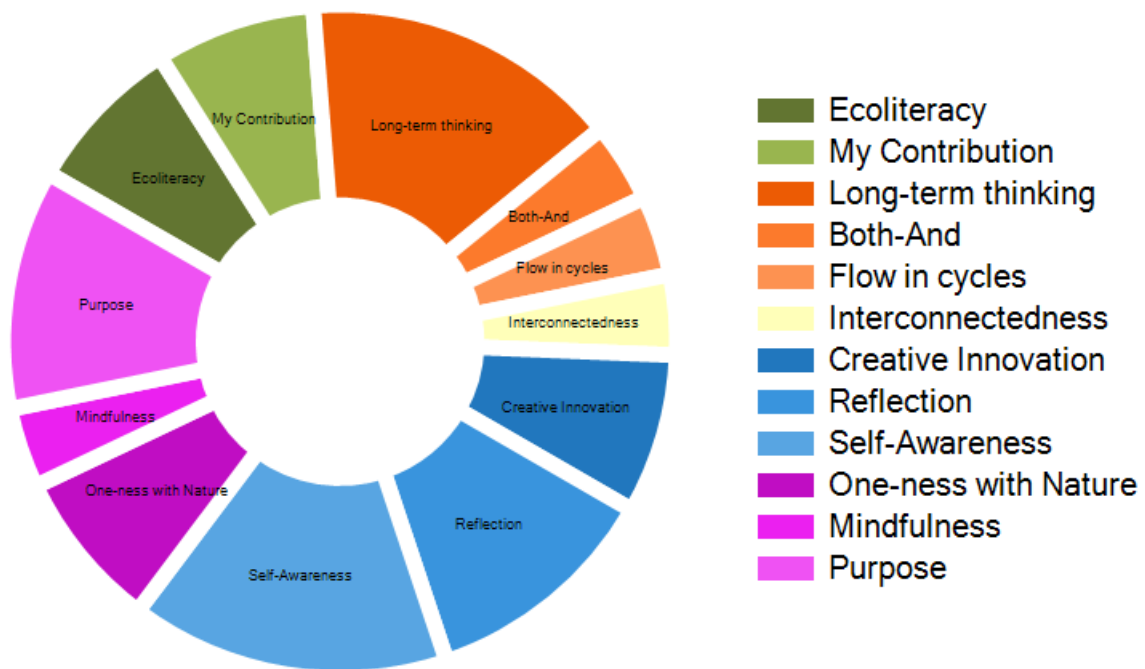 My Contribution
Long-term thinking
Ecoliteracy
Both-And
Flow in cycles
Purpose
Interconnectedness
Creative Innovation
Mindfulness
One-ness with Nature
Reflection
Self-Awareness
Ecoliteracy
My Contribution
Long-term thinking
Both-And
Flow in cycles
Interconnectedness
Creative Innovation
Reflection
Self-Awareness
One-ness with Nature
Mindfulness
Purpose